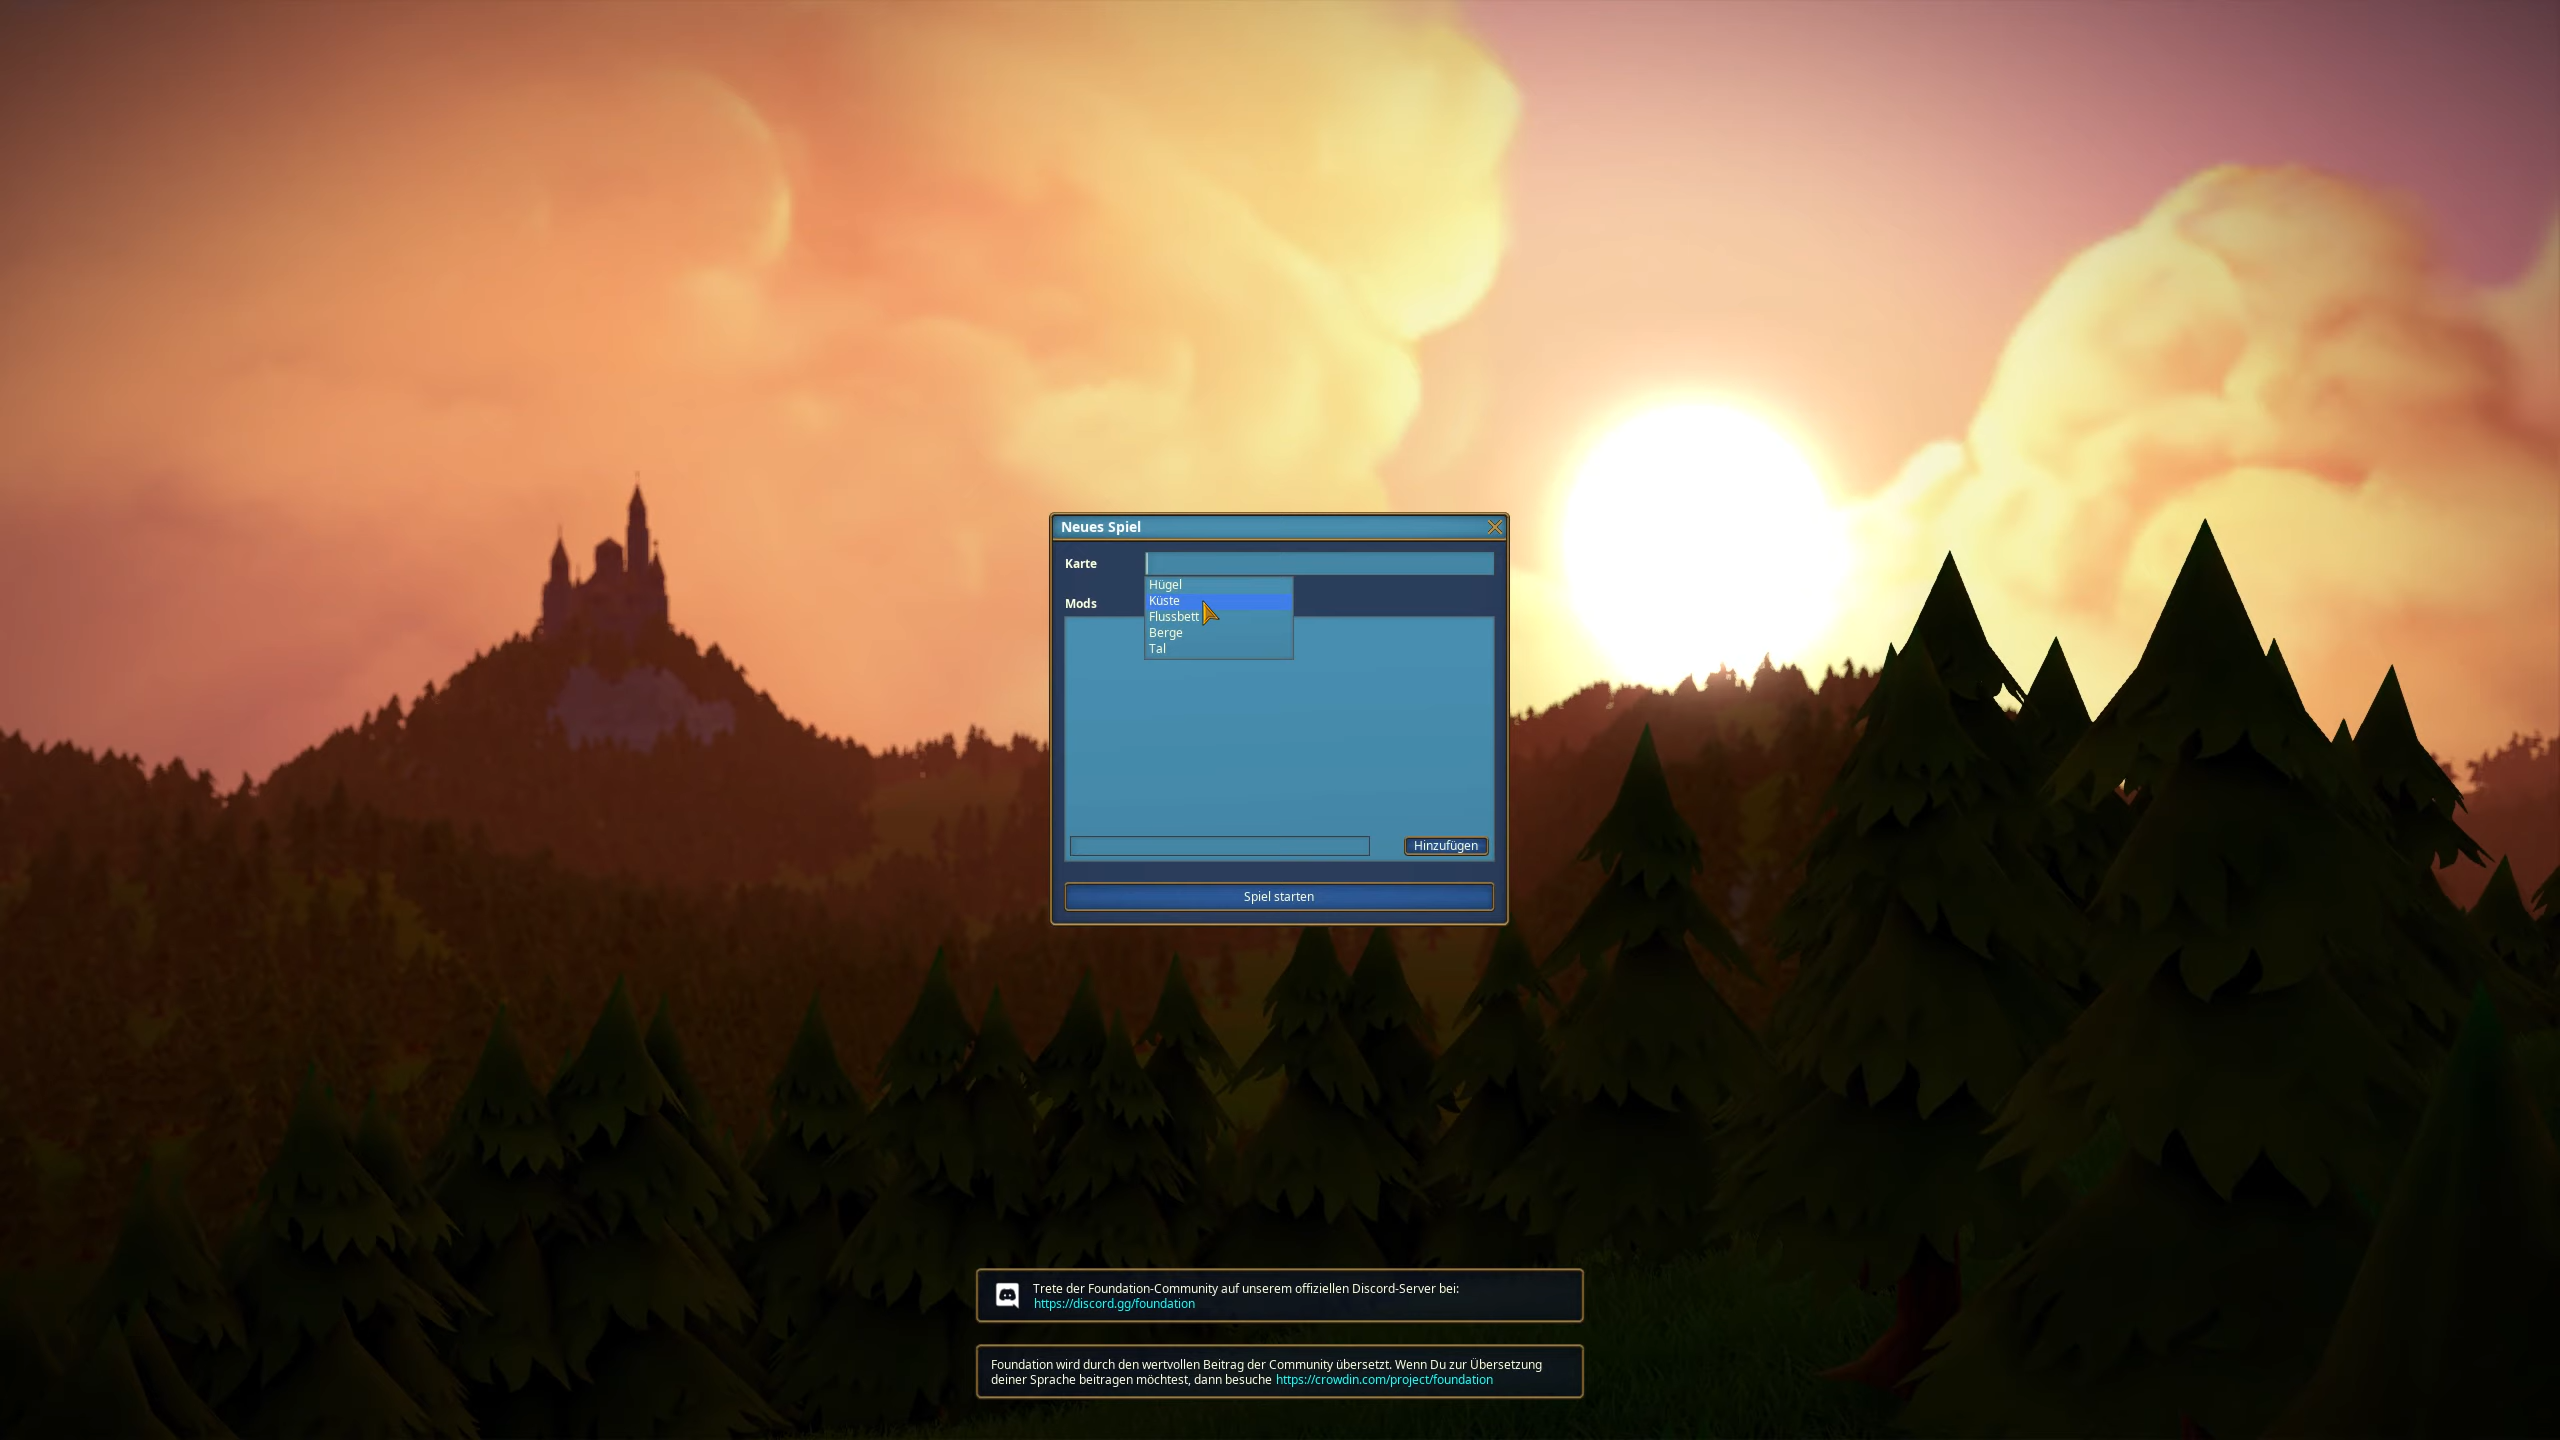 Neues Spiel
Karte
Hügel
Küste
Mods
Flussbett
Berge
Tal
Hinzufügen
Spiel starten
Trete der Foundation-Community auf unserem offiziellen Discord-Server bei:
https://discord.gg/foundation
Foundation wird durch den wertvollen Beitrag der Community übersetzt. Wenn Du zur Übersetzung
deiner Sprache beitragen möchtest, dann besuche https://crowdin.com/project/foundation